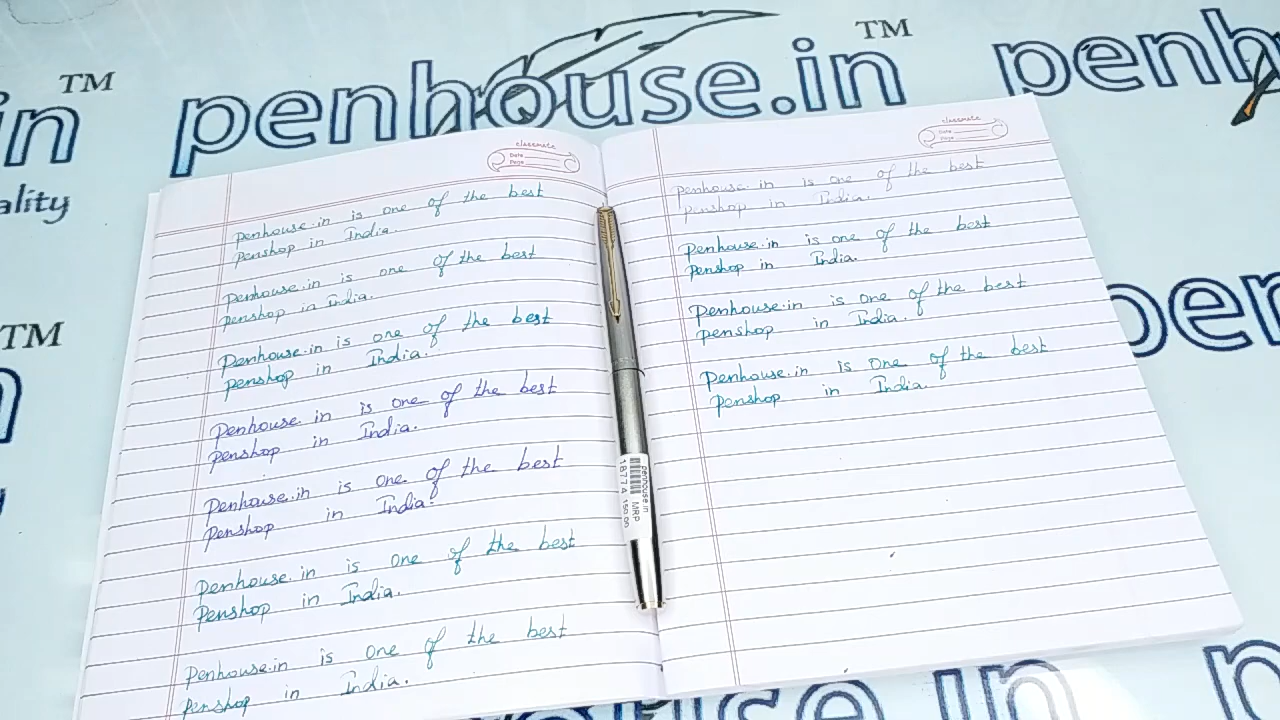 TM
TM
in
penhouse.in
penh
ality
TM
classmate
Date
Page
penhouse.in is one of the best
penshop in India.
penhouse.in is one of the best
penshop in India.
Penhouse.in is one of the best
penshop in India.
Penhouse.in is one of the best
penshop in India.
Penhouse.in is one of the best
penshop in India.
Penhouse.in is one of the best
Penshop in India.
Penhouse.in is one of the best
penshop in India.
classmate
Date
Page
penhouse.in is one of the best
penshop in India.
Penhouse.in is one of the best
penshop in India.
Penhouse.in is one of the best
penshop in India.
Penhouse.in is one of the best
Penshop in India.
penhouse.in
MRP
18774